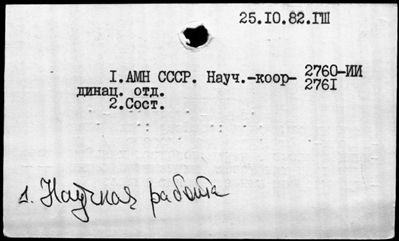 25.10.82.ГШ
1.АМН СССР. Науч.-коор- 2760-ИИ
динац. отд. 2761
2.Сост.
1. Научная работа